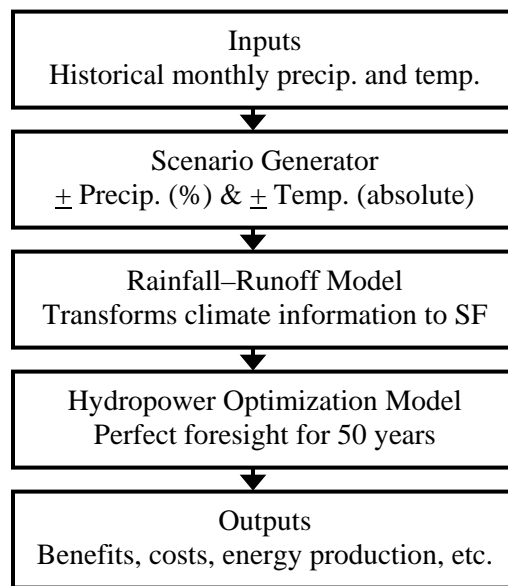 Inputs
Historical monthly precip. and temp.
Scenario Generator
± Precip. (%) & ± Temp. (absolute)
Rainfall–Runoff Model
Transforms climate information to SF
Hydropower Optimization Model
Perfect foresight for 50 years
Outputs
Benefits, costs, energy production, etc.